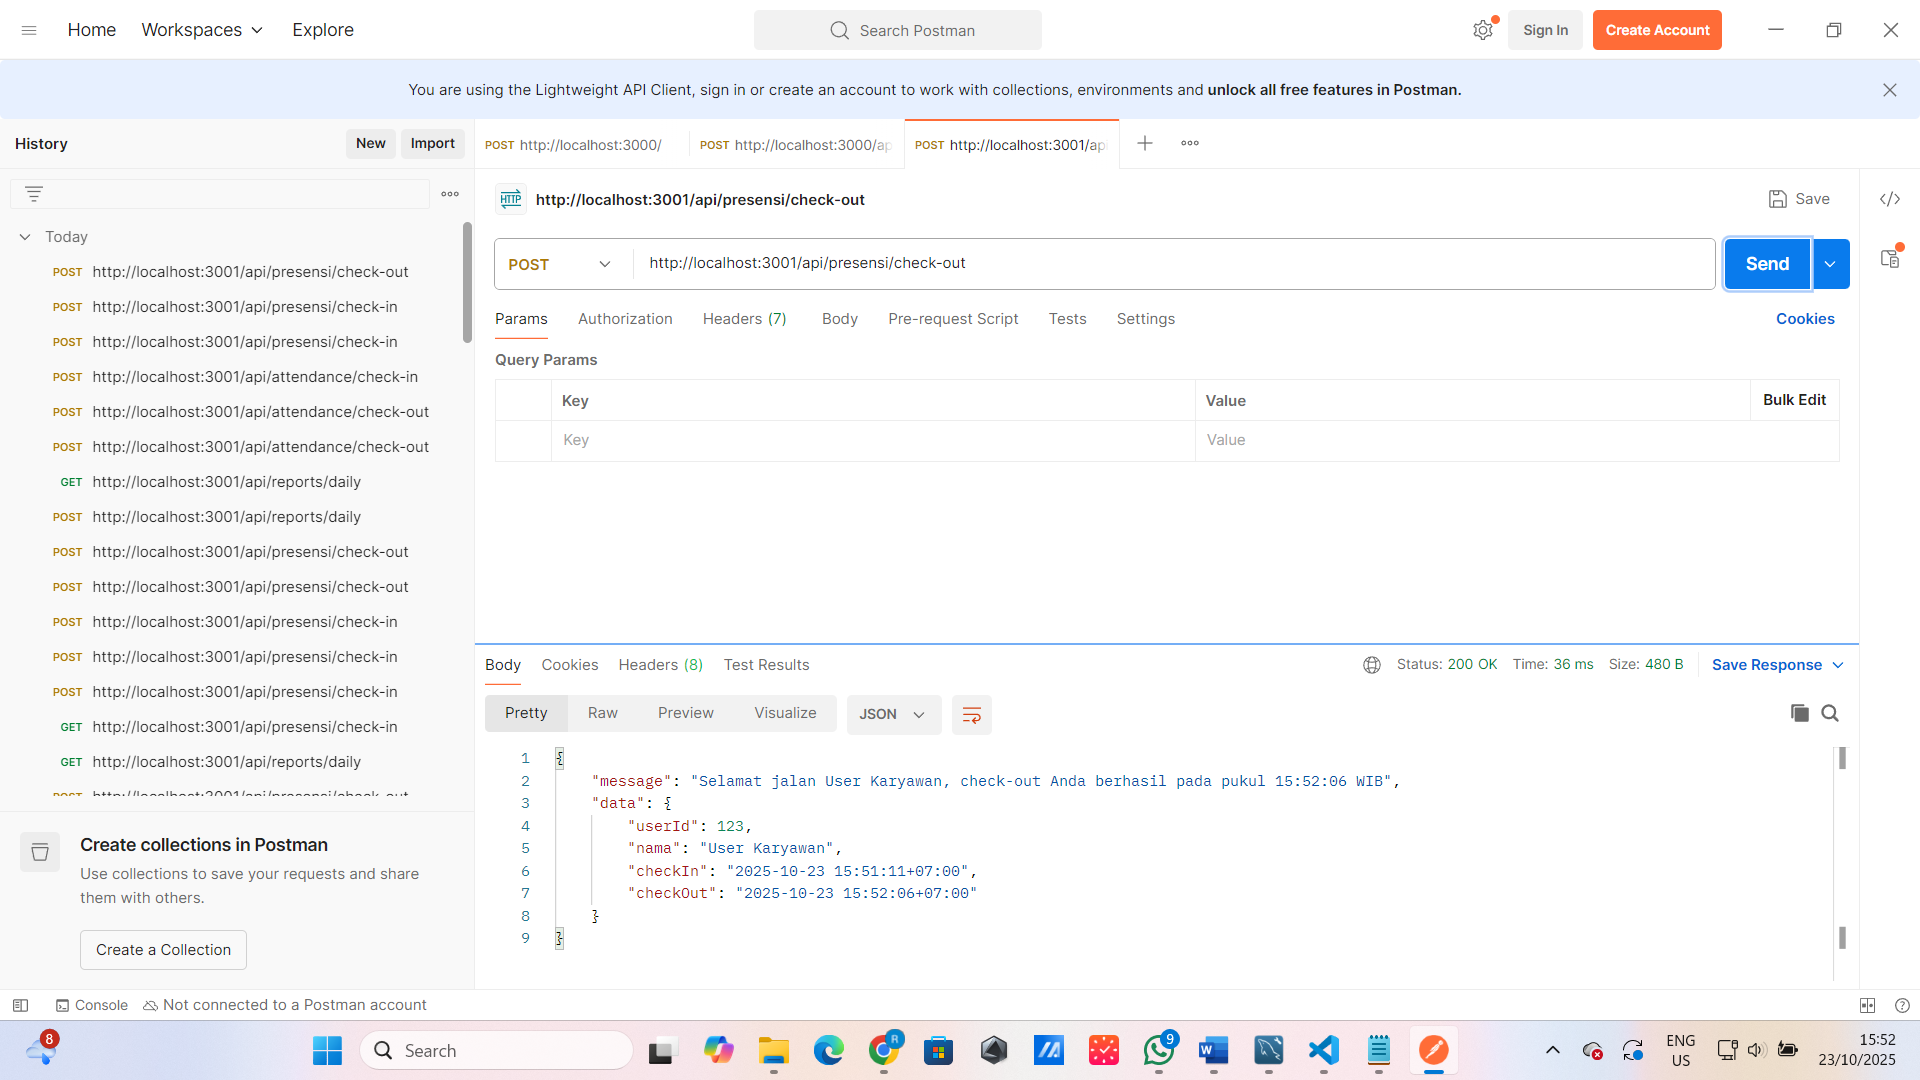 Home Workspaces Explore
Search Postman
Sign In Create Account
You are using the Lightweight API Client, sign in or create an account to work with collections, environments and unlock all free features in Postman.
History New Import
POST http://localhost:3000/ POST http://localhost:3000/ap POST http://localhost:3001/ap
Today
POST http://localhost:3001/api/presensi/check-out
POST http://localhost:3001/api/presensi/check-in
POST http://localhost:3001/api/presensi/check-in
POST http://localhost:3001/api/attendance/check-in
POST http://localhost:3001/api/attendance/check-out
POST http://localhost:3001/api/attendance/check-out
GET http://localhost:3001/api/reports/daily
POST http://localhost:3001/api/reports/daily
POST http://localhost:3001/api/presensi/check-out
POST http://localhost:3001/api/presensi/check-out
POST http://localhost:3001/api/presensi/check-in
POST http://localhost:3001/api/presensi/check-in
POST http://localhost:3001/api/presensi/check-in
GET http://localhost:3001/api/presensi/check-in
GET http://localhost:3001/api/reports/daily
POST http://localhost:3001/api/presensi/check-out
Create collections in Postman
Use collections to save your requests and share
them with others.
Create a Collection
HTTP http://localhost:3001/api/presensi/check-out Save
POST http://localhost:3001/api/presensi/check-out Send
Params Authorization Headers (7) Body Pre-request Script Tests Settings Cookies
Query Params
Key Value Bulk Edit
Key Value
Body Cookies Headers (8) Test Results Status: 200 OK Time: 36 ms Size: 480 B Save Response
Pretty Raw Preview Visualize JSON
1 {
2 "message": "Selamat jalan User Karyawan, check-out Anda berhasil pada pukul 15:52:06 WIB",
3 "data": {
4 "userId": 123,
5 "nama": "User Karyawan",
6 "checkIn": "2025-10-23 15:51:11+07:00",
7 "checkOut": "2025-10-23 15:52:06+07:00"
8 }
9 }
Console Not connected to a Postman account
8
Search
R
9
ENG
US
15:52
23/10/2025